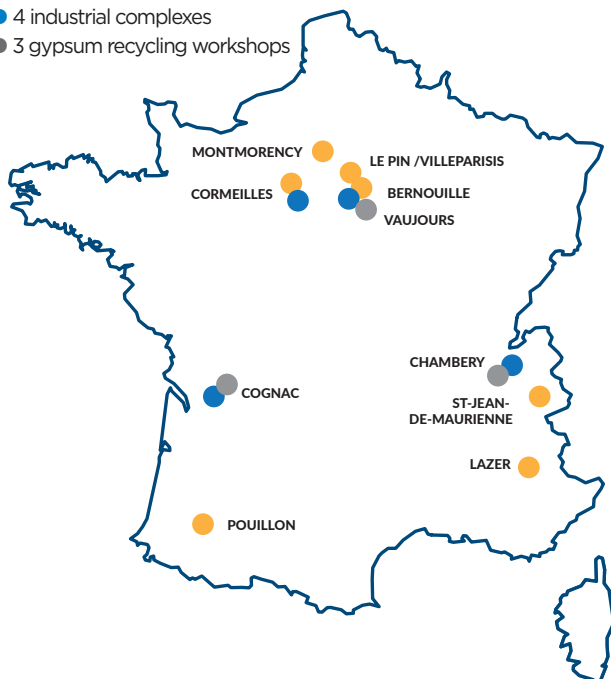 4 industrial complexes
3 gypsum recycling workshops
MONTMORENCY
LE PIN /VILLEPARISIS
CORMEILLES
BERNOUILLE
VAUJOURS
CHAMBERY
COGNAC
ST-JEAN-
DE-MAURIENNE
LAZER
POUILLON